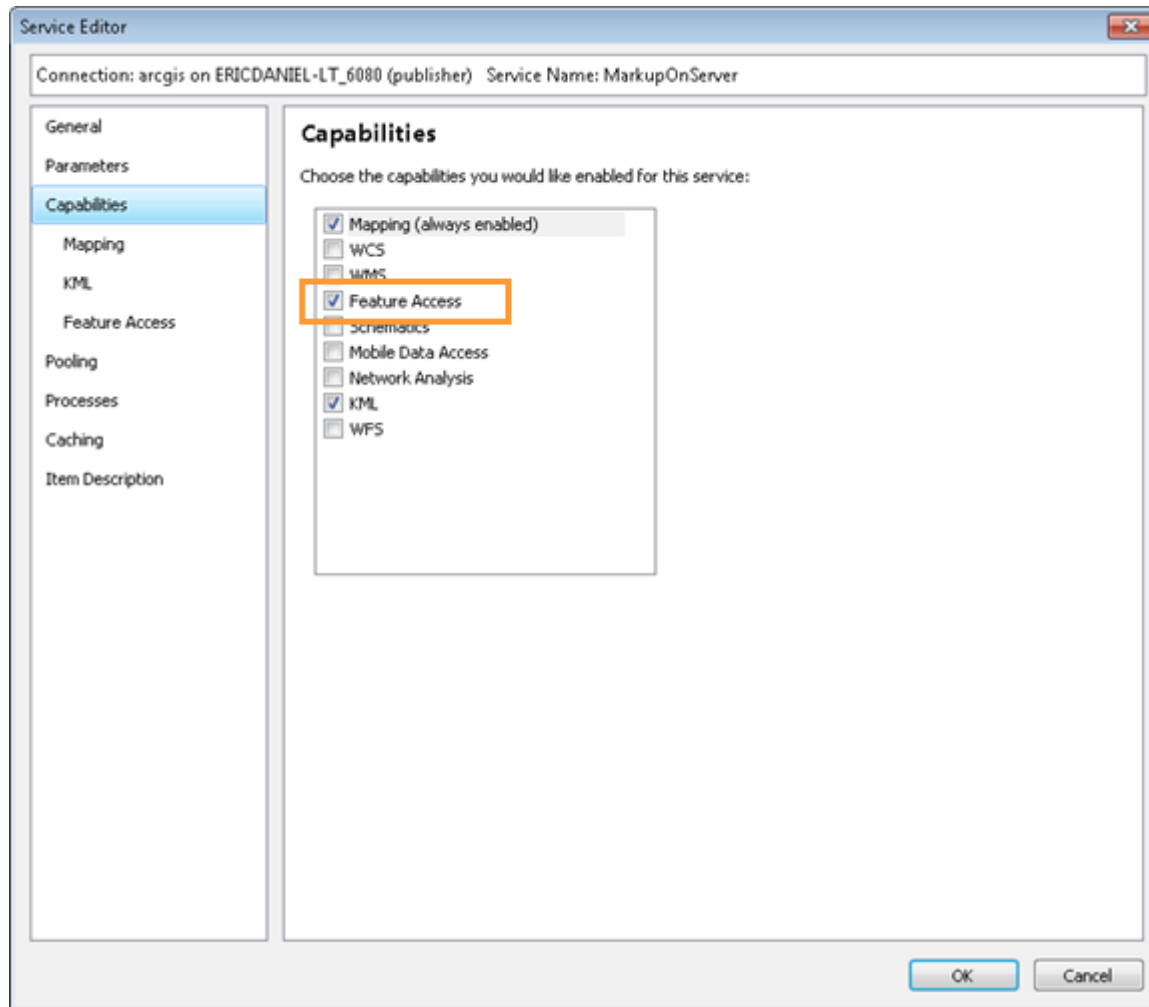 Service Editor
Connection: arcgis on ERICDANIEL-LT_6080 (publisher) Service Name: MarkupOnServer
General
Parameters
Capabilities
Mapping
KML
Feature Access
Pooling
Processes
Caching
Item Description
Capabilities
Choose the capabilities you would like enabled for this service:
Mapping (always enabled)
WCS
WMS
Feature Access
Schematics
Mobile Data Access
Network Analysis
KML
WFS
OK
Cancel